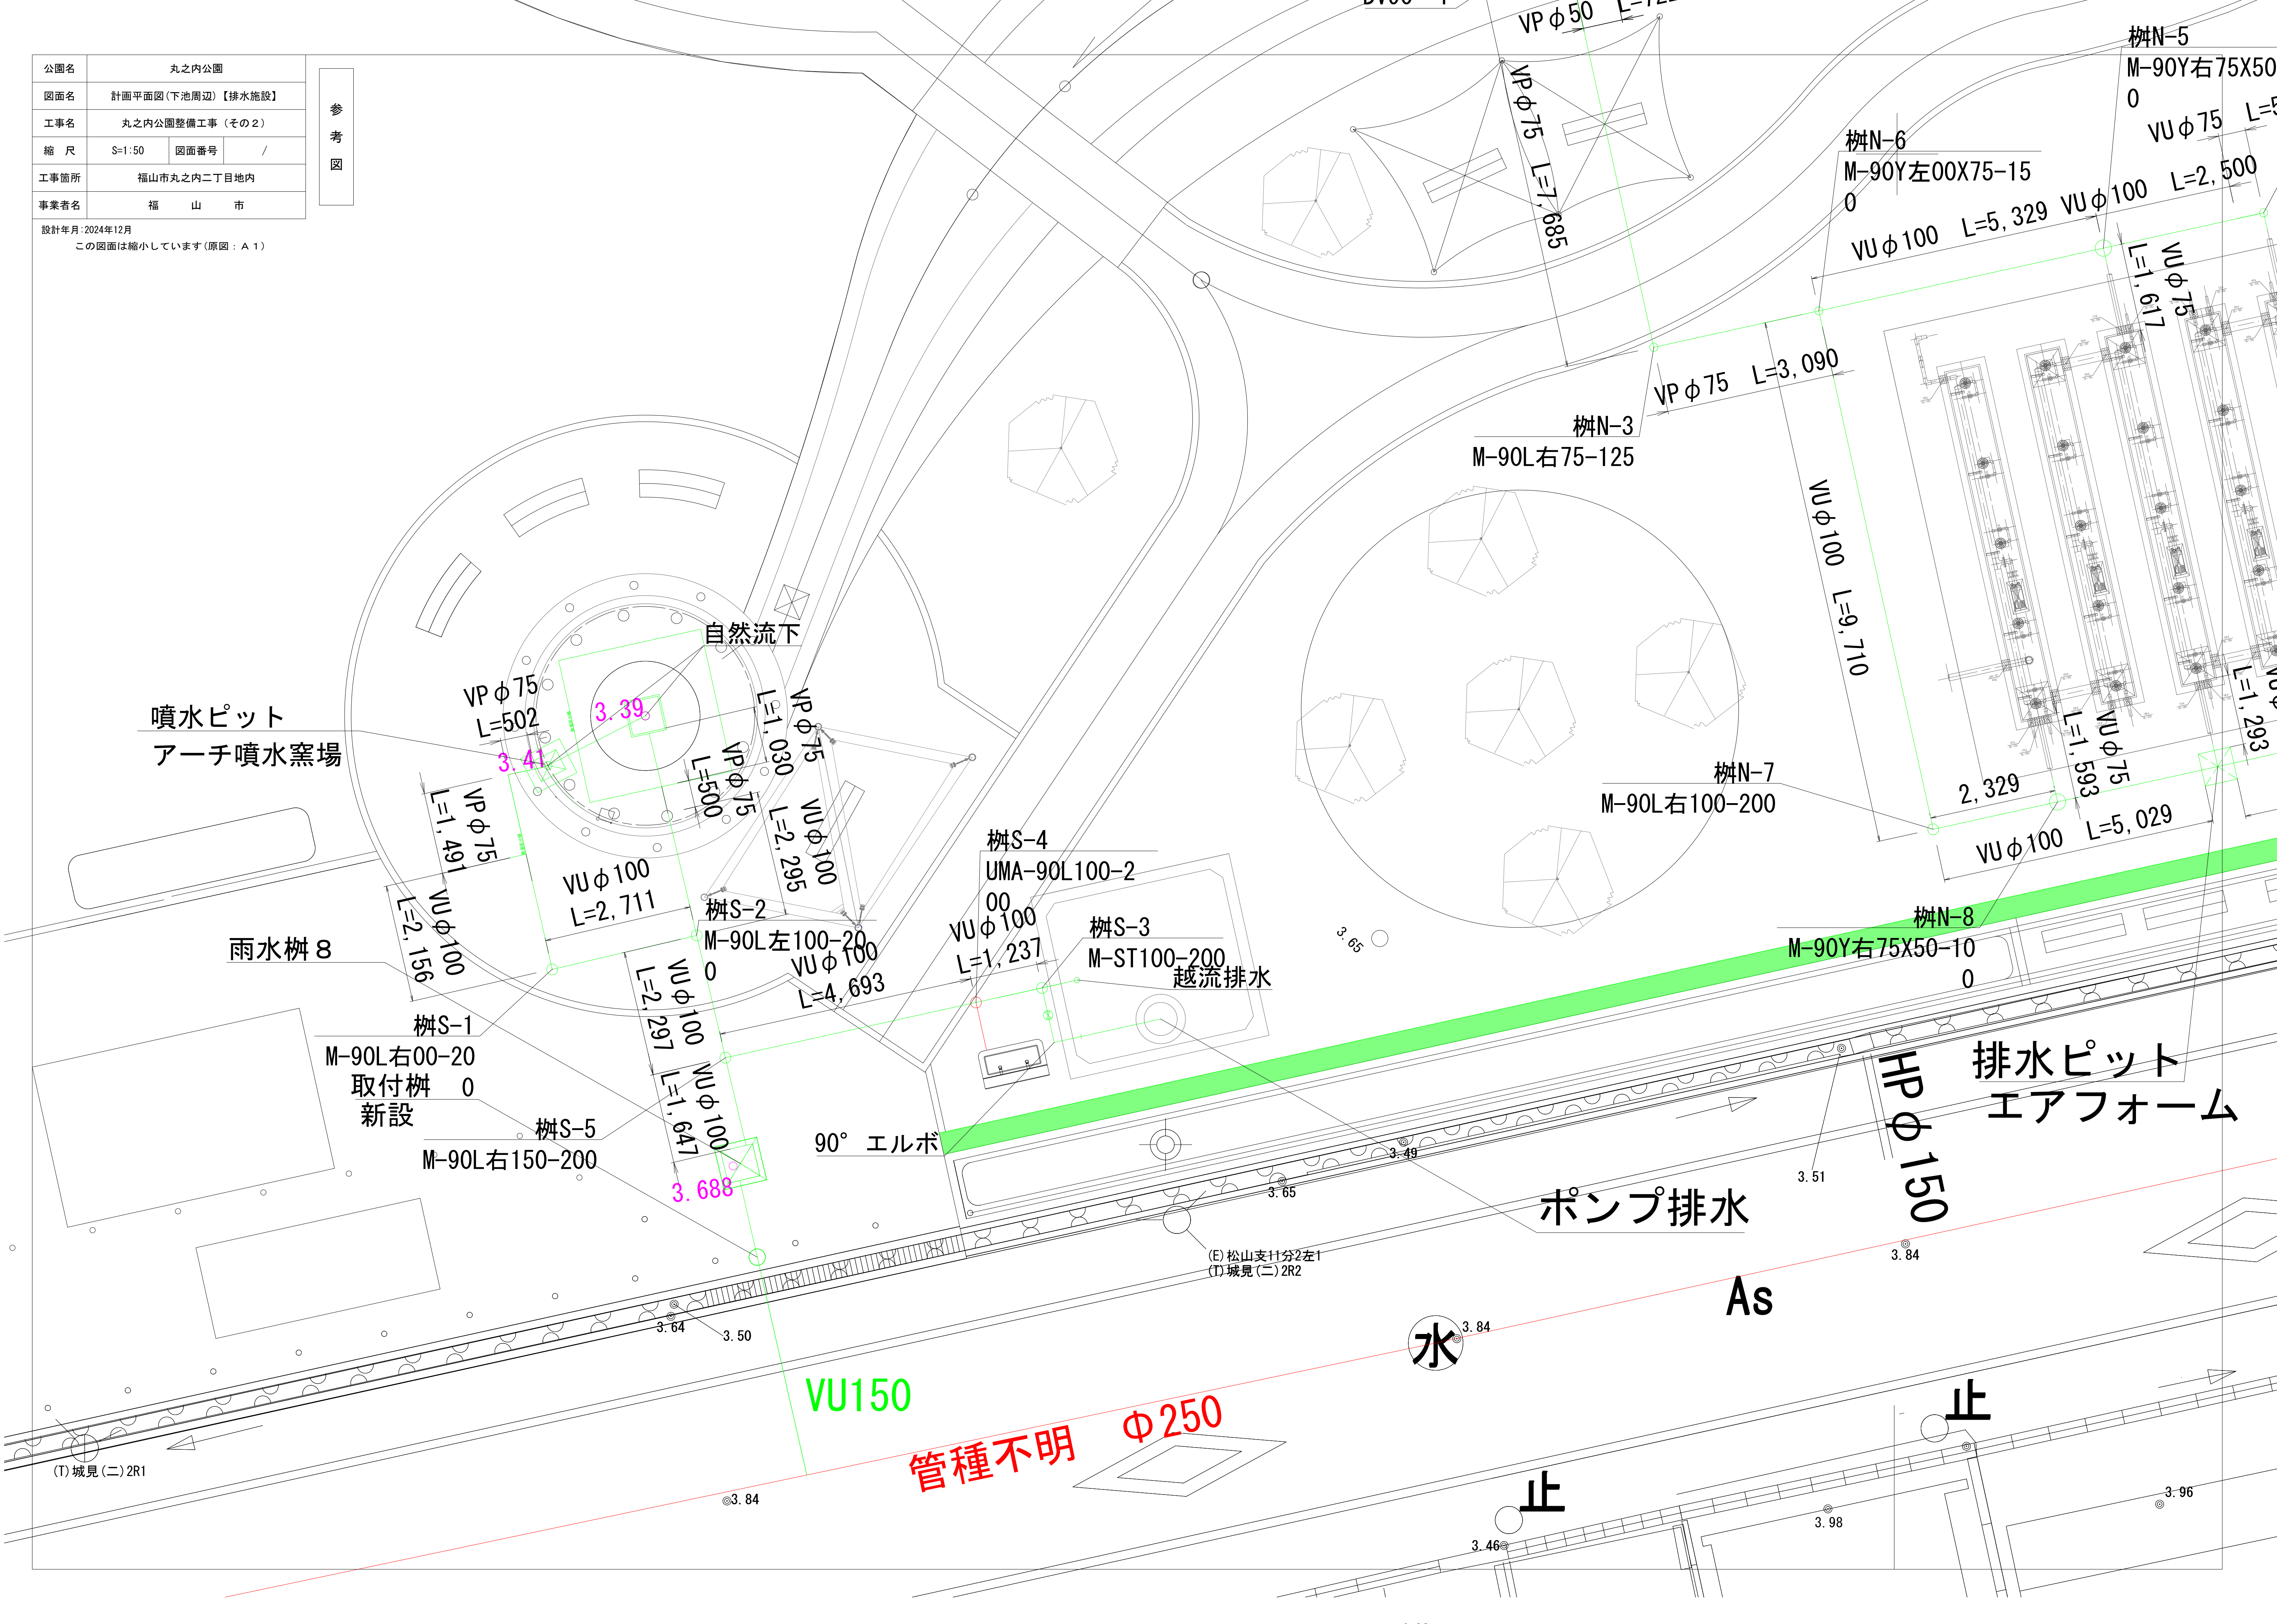 公園名 丸之内公園
図面名 計画平面図(下池周辺)【排水施設】
工事名 丸之内公園整備工事(その2)
縮 尺 S=1:50 図面番号 /
工事箇所 福山市丸之内二丁目地内
事業者名 福 山 市
設計年月:2024年12月
この図面は縮小しています(原図:A1)
参考図
VPφ50
VPφ75 L=7,685
桝N-5
M-90Y右75X50
0
VUφ75
桝N-6
M-90Y左00X75-15
0
VUφ100 L=5,329
VUφ100 L=2,500
VUφ75
L=1,617
VPφ75 L=3,090
桝N-3
M-90L右75-125
VUφ100 L=9,710
自然流下
VPφ75
L=502
3.39
3.41
噴水ピット
アーチ噴水窯場
VPφ75
L=1,030
VPφ75
L=500
VUφ100
L=2,295
VPφ75
L=1,491
VUφ100
L=2,156
VUφ100
L=2,711
桝S-2
M-90L左100-20
0
VUφ100
L=4,693
桝S-4
UMA-90L100-2
00
VUφ100
L=1,237
桝S-3
M-ST100-200
越流排水
3.65
桝N-7
M-90L右100-200
2,329
VUφ75
L=1,593
L=1,293
VUφ100 L=5,029
桝N-8
M-90Y右75X50-10
0
雨水桝8
VUφ100
L=2,297
桝S-1
M-90L右00-20
0
取付桝
新設
VUφ100
L=1,647
桝S-5
M-90L右150-200
3.688
90°エルボ
排水ピット
エアフォーム
HPφ150
ポンプ排水
3.49
3.65
3.51
3.84
(E)松山支11分2左1
(T)城見(二)2R2
As
3.64
3.50
水
3.84
VU150
管種不明 Φ250
止
止
(T)城見(二)2R1
3.84
3.46
3.98
3.96